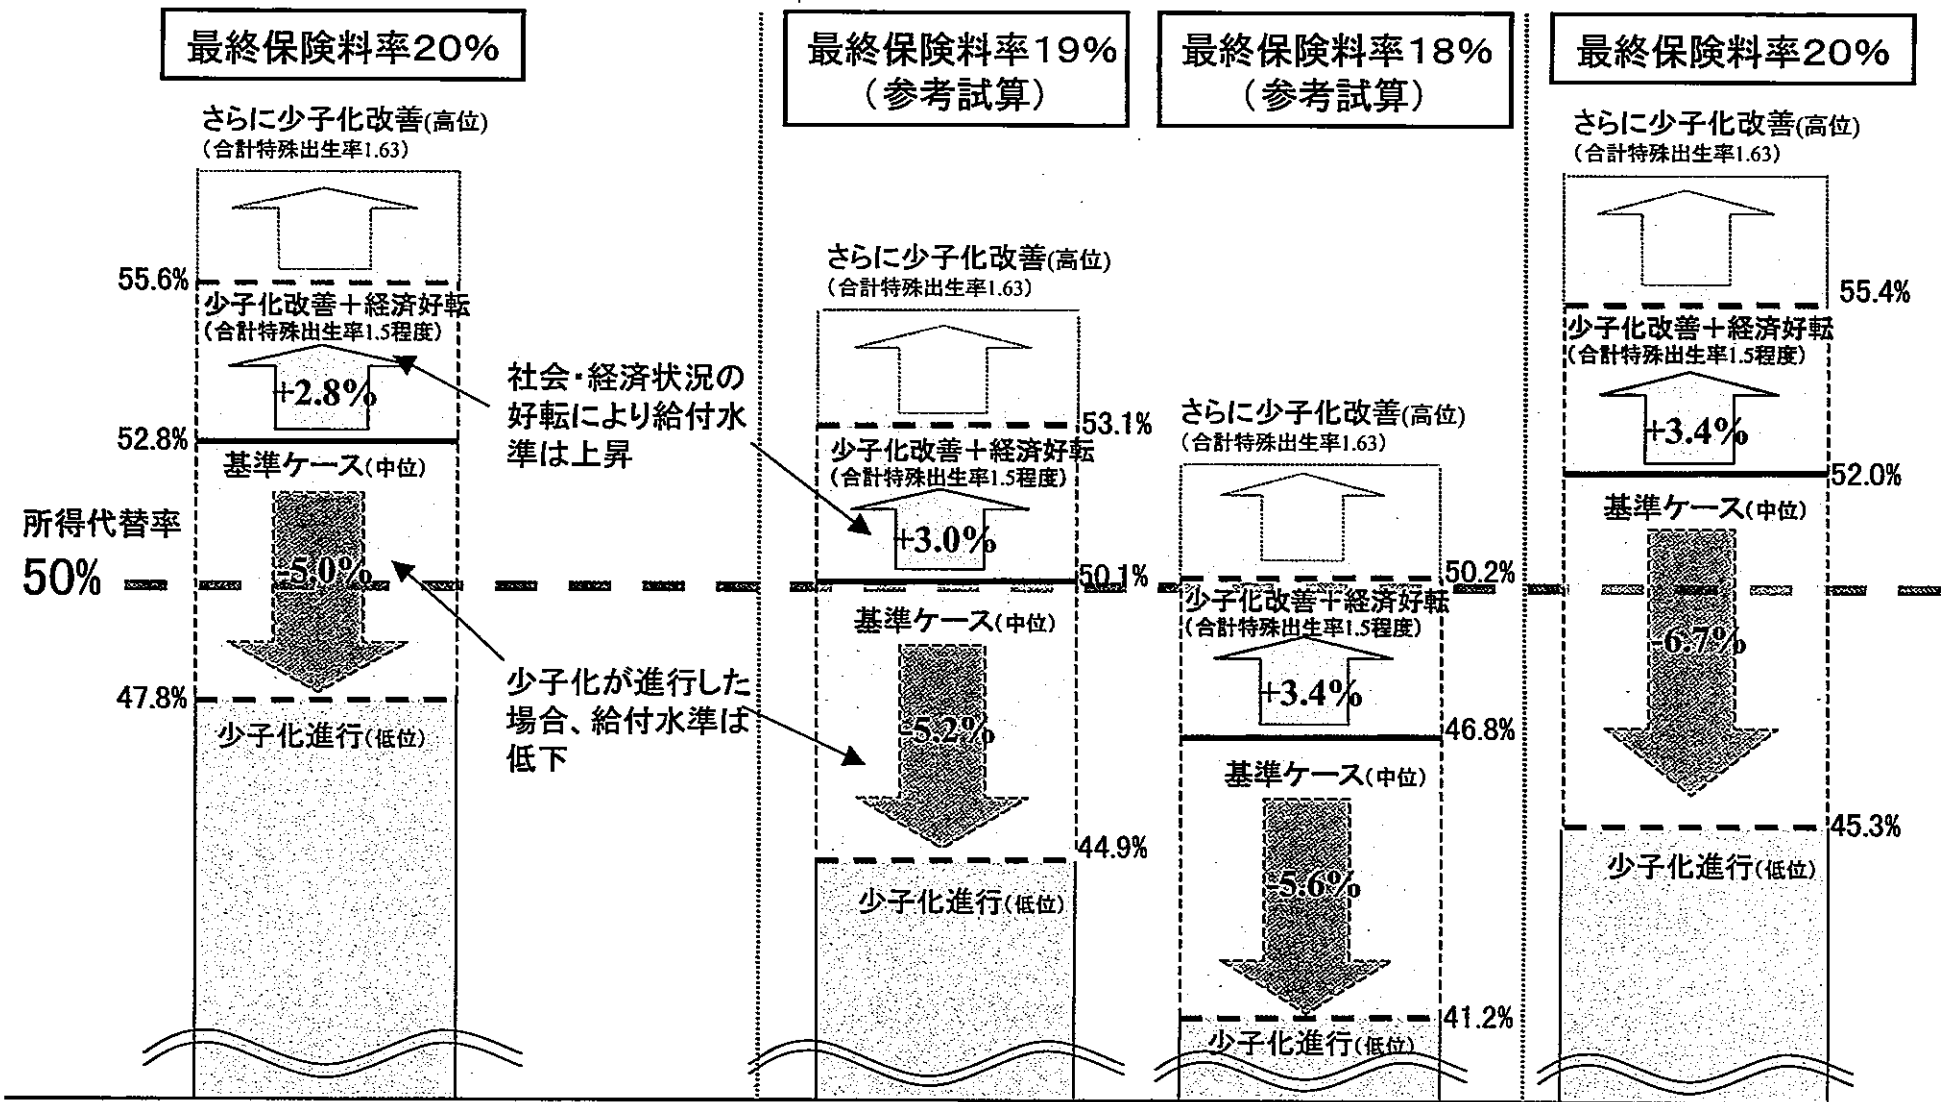 最終保険料率20%
さらに少子化改善(高位)
（合計特殊出生率1.63）
55.6%
少子化改善＋経済好転
（合計特殊出生率1.5程度）
+2.8%
52.8%
基準ケース(中位)
所得代替率
50%
-5.0%
47.8%
少子化進行(低位)
社会・経済状況の
好転により給付水
準は上昇
少子化が進行した
場合、給付水準は
低下
最終保険料率19%
（参考試算）
さらに少子化改善(高位)
（合計特殊出生率1.63）
53.1%
少子化改善＋経済好転
（合計特殊出生率1.5程度）
+3.0%
50.1%
基準ケース(中位)
-5.2%
44.9%
少子化進行(低位)
最終保険料率18%
（参考試算）
さらに少子化改善(高位)
（合計特殊出生率1.63）
50.2%
少子化改善＋経済好転
（合計特殊出生率1.5程度）
+3.4%
46.8%
基準ケース(中位)
-5.6%
41.2%
少子化進行(低位)
最終保険料率20%
さらに少子化改善(高位)
（合計特殊出生率1.63）
55.4%
少子化改善＋経済好転
（合計特殊出生率1.5程度）
+3.4%
52.0%
基準ケース(中位)
-6.7%
45.3%
少子化進行(低位)